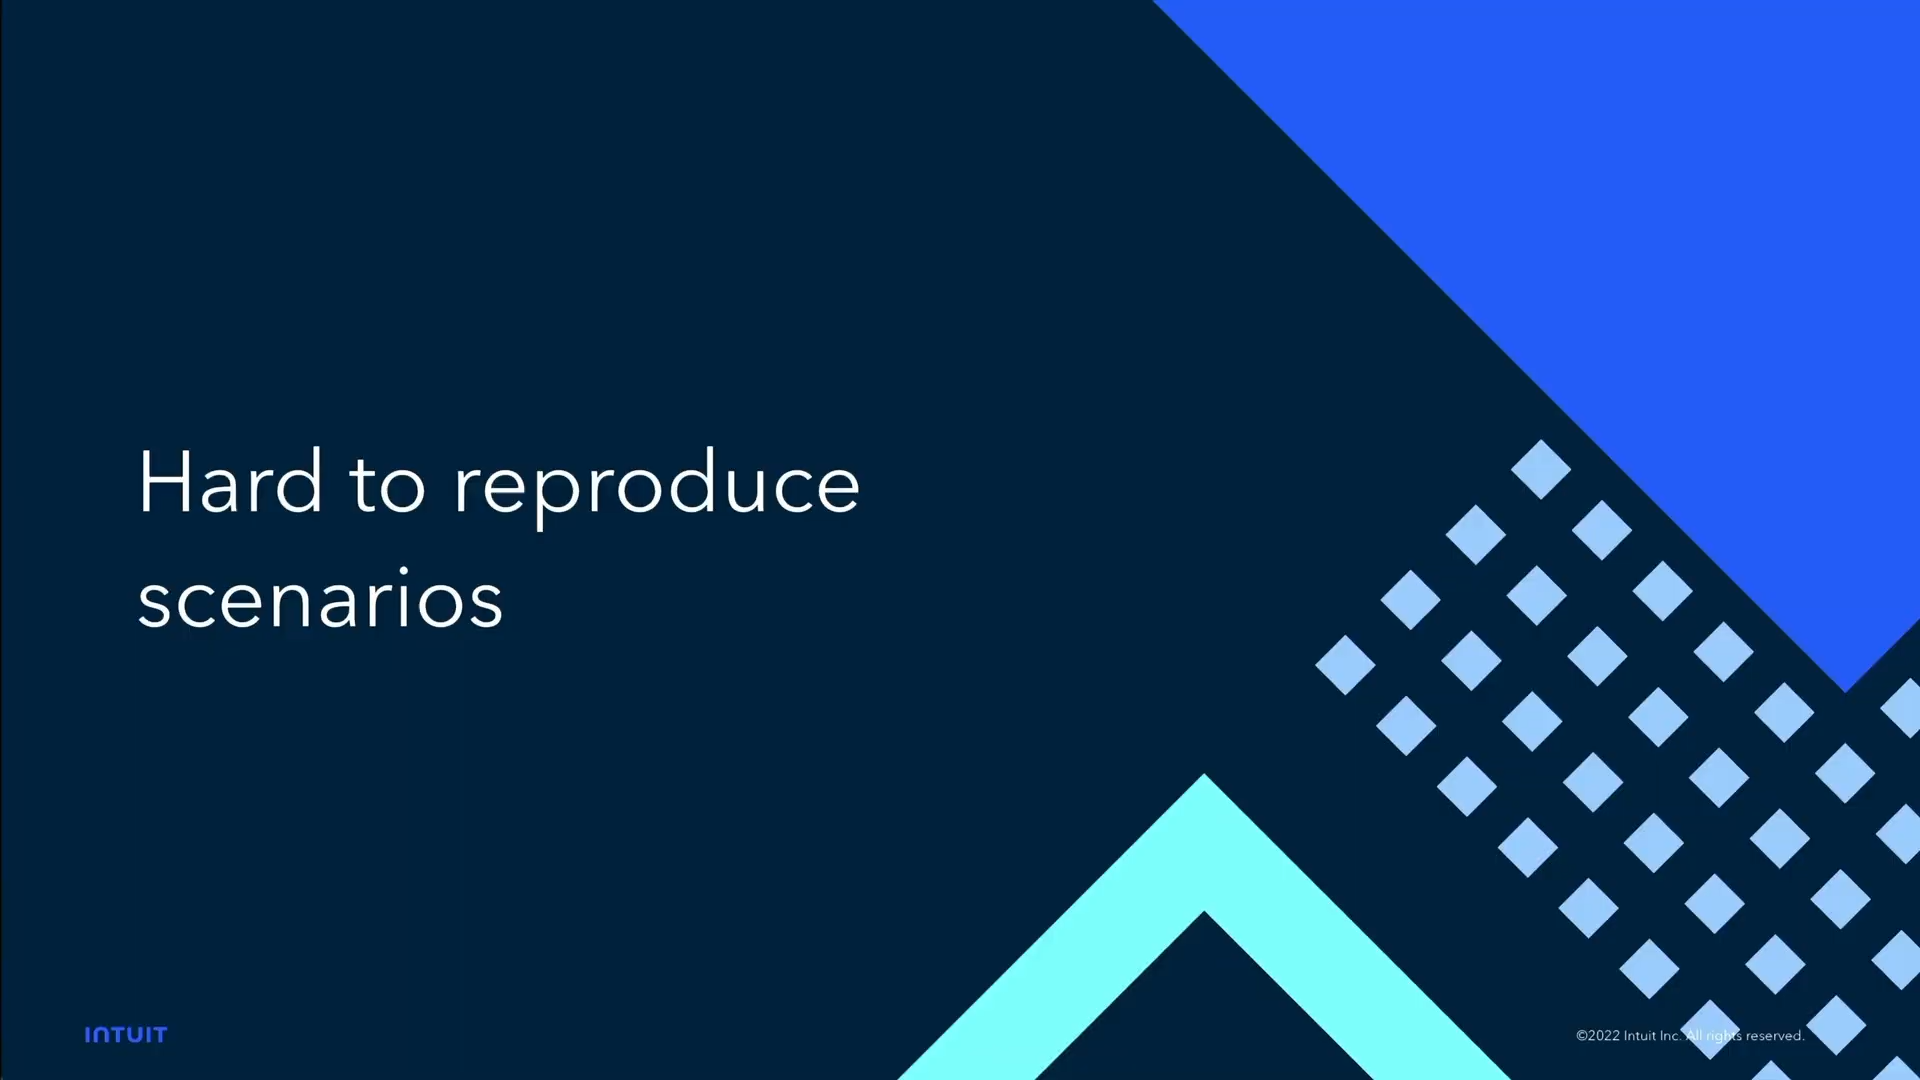 Hard to reproduce
scenarios
INTUIT
©2022 Intuit Inc. All rights reserved.